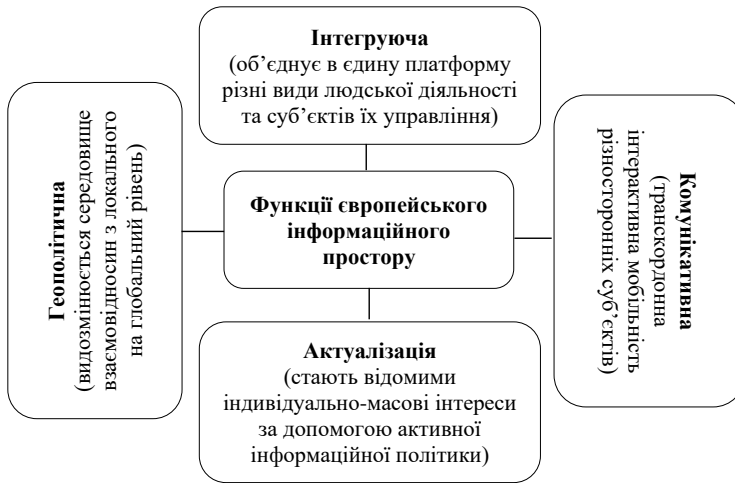 Інтегруюча
(об’єднує в єдину платформу
різні види людської діяльності
та суб’єктів їх управління)
Геополітична
(видозмінюється середовище
взаємовідносин з локального
на глобальний рівень)
Функції європейського
інформаційного
простору
Комунікативна
(транскордонна
інтерактивна мобільність
різносторонніх суб’єктів)
Актуалізація
(стають відомими
індивідуально-масові інтереси
за допомогою активної
інформаційної політики)